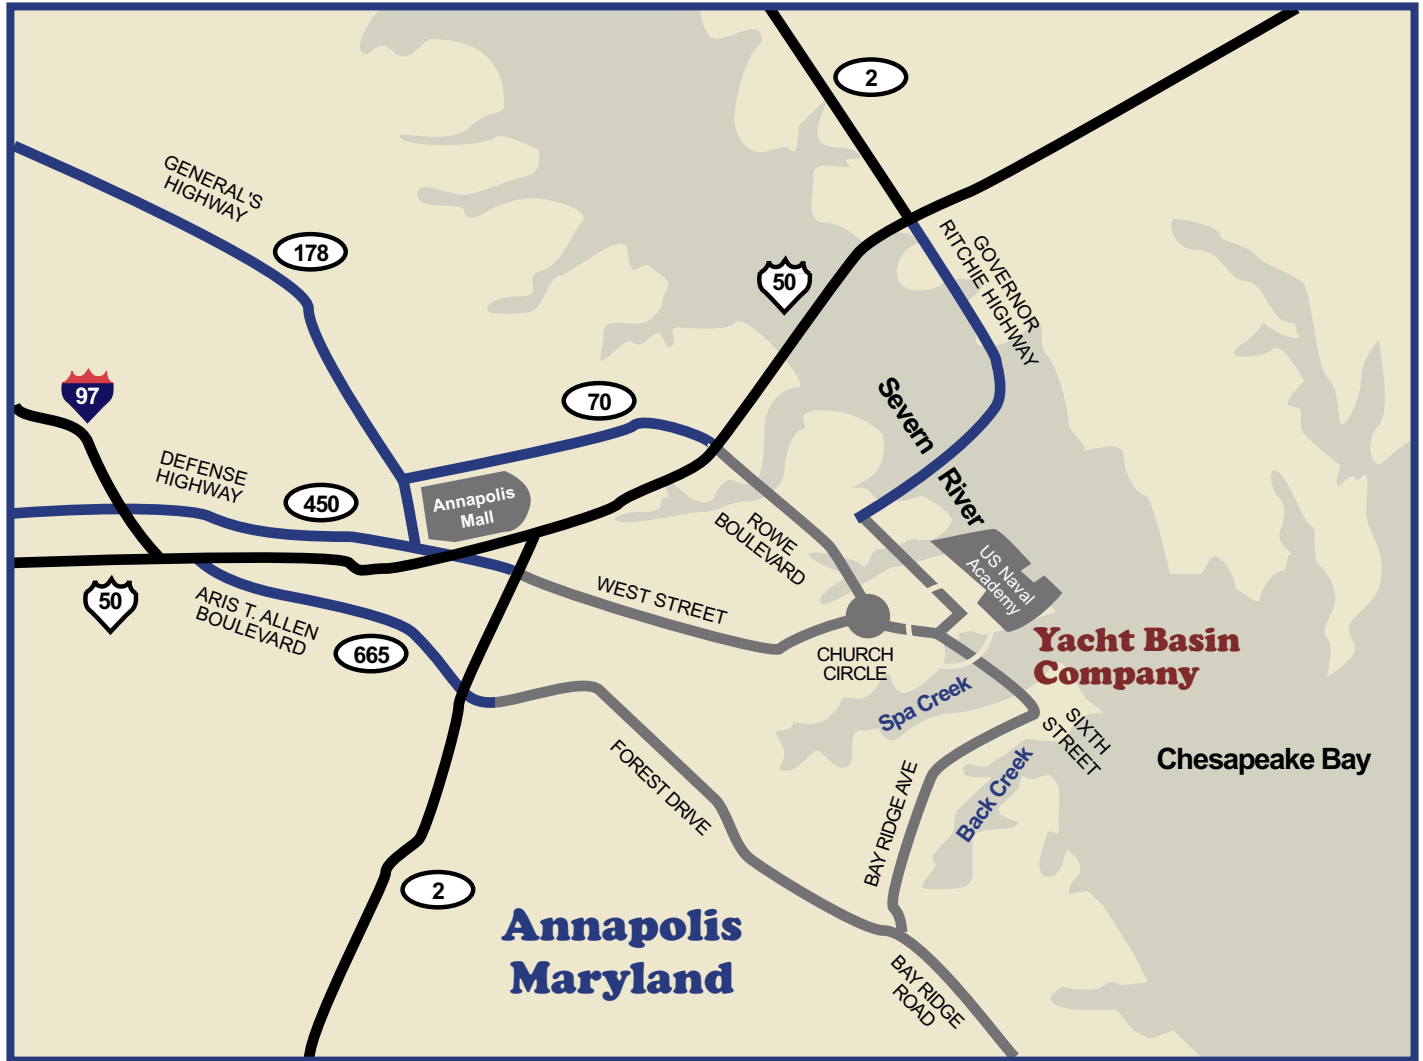 2
GENERAL'S
HIGHWAY
178
50
GOVERNOR
RITCHIE HIGHWAY
97
70
Severn
River
DEFENSE
HIGHWAY
450
Annapolis
Mall
ROWE
BOULEVARD
US Naval
Academy
50
ARIS T. ALLEN
BOULEVARD
665
WEST STREET
CHURCH
CIRCLE
Yacht Basin
Company
Spa Creek
SIXTH
STREET
Chesapeake Bay
FOREST DRIVE
BAY RIDGE AVE
Back Creek
2
Annapolis
Maryland
BAY RIDGE
ROAD